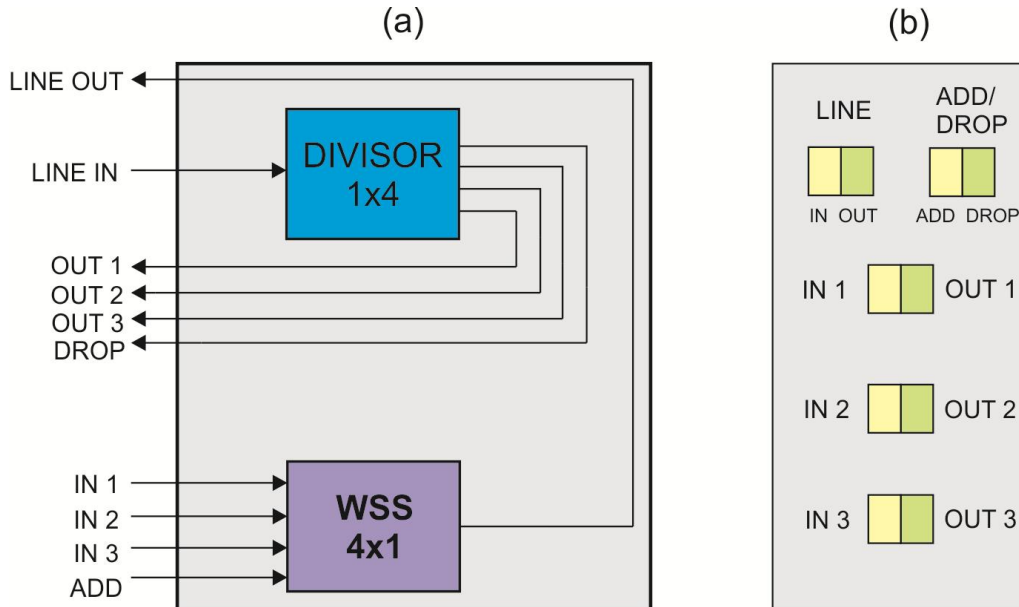 (a)
LINE OUT
LINE IN
DIVISOR
1x4
OUT 1
OUT 2
OUT 3
DROP
IN 1
IN 2
IN 3
ADD
WSS
4x1
(b)
LINE
ADD/
DROP
IN OUT
ADD DROP
IN 1 OUT 1
IN 2 OUT 2
IN 3 OUT 3